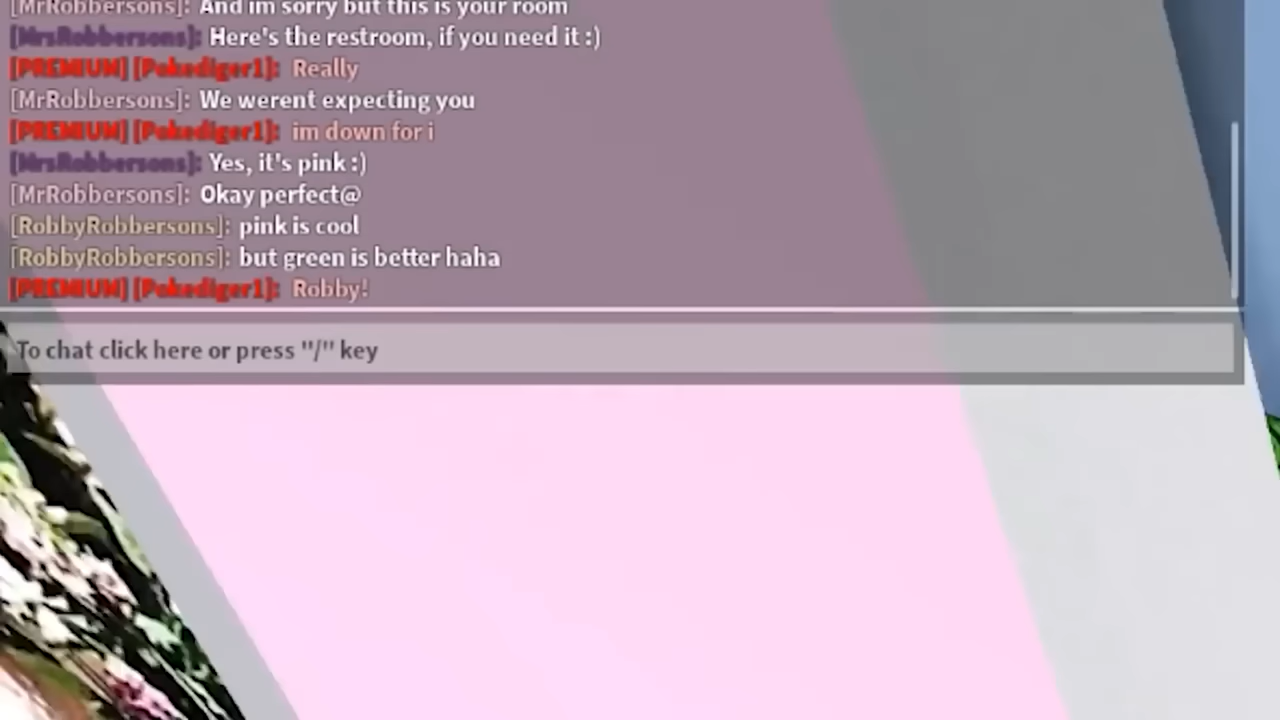 [MrRobbersons]: And im sorry but this is your room
[MrsRobbersons]: Here's the restroom, if you need it :)
[PREMIUM] [Pokediger1]: Really
[MrRobbersons]: We werent expecting you
[PREMIUM] [Pokediger1]: im down for i
[MrsRobbersons]: Yes, it's pink :)
[MrRobbersons]: Okay perfect@
[RobbyRobbersons]: pink is cool
[RobbyRobbersons]: but green is better haha
[PREMIUM] [Pokediger1]: Robby!
To chat click here or press "/" key